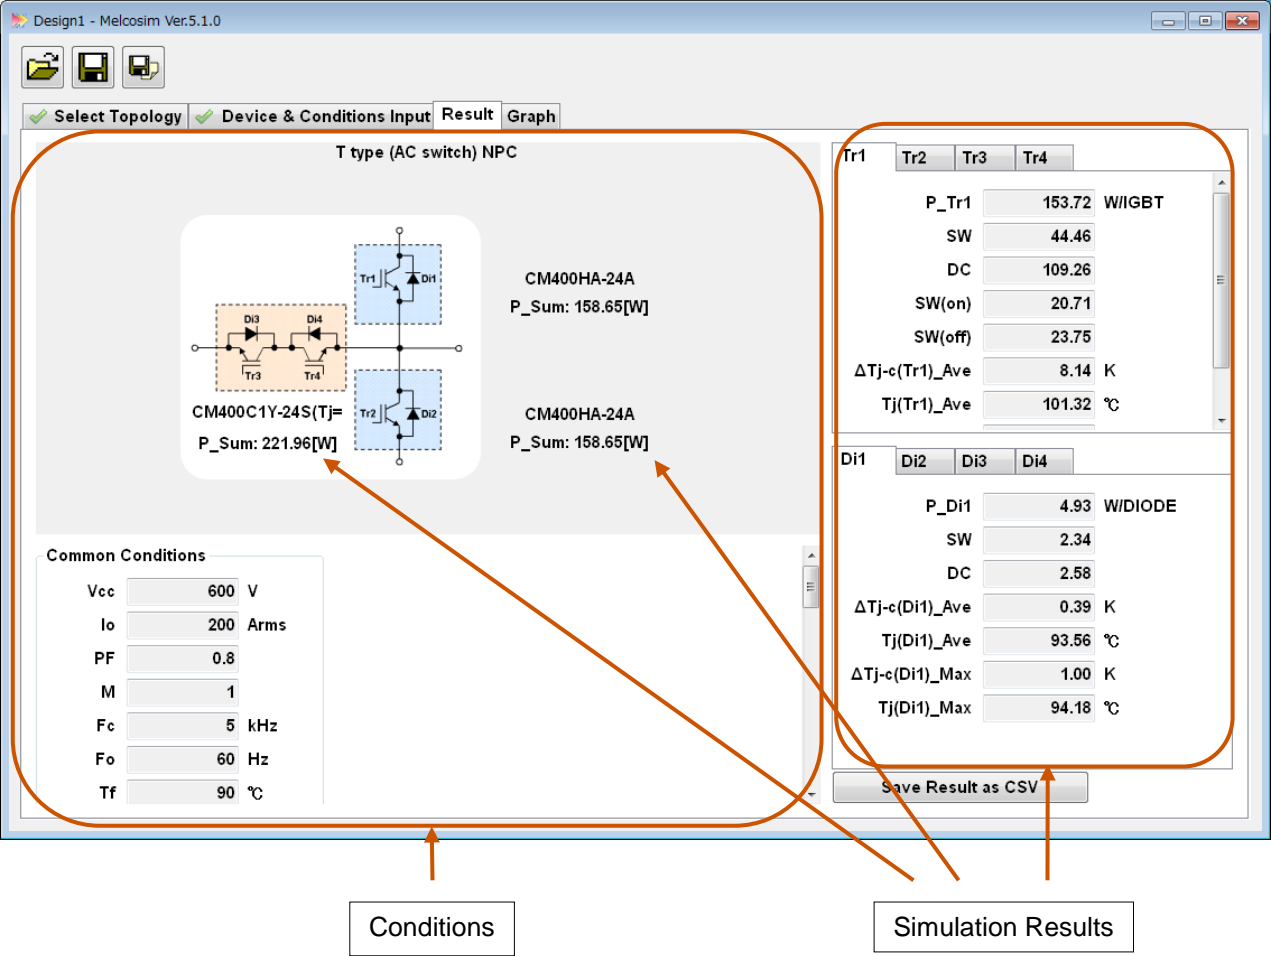 Design1 - Melcosim Ver.5.1.0
Select Topology
Device & Conditions Input
Result
Graph
T type (AC switch) NPC
Tr1
Di1
CM400HA-24A
P_Sum: 158.65[W]
Di3
Di4
Tr3
Tr4
CM400C1Y-24S(Tj=
P_Sum: 221.96[W]
Tr2
Di2
CM400HA-24A
P_Sum: 158.65[W]
Common Conditions
Vcc 600 V
Io 200 Arms
PF 0.8
M 1
Fc 5 kHz
Fo 60 Hz
Tf 90 ℃
Tr1 Tr2 Tr3 Tr4
P_Tr1 153.72 W/IGBT
SW 44.46
DC 109.26
SW(on) 20.71
SW(off) 23.75
ΔTj-c(Tr1)_Ave 8.14 K
Tj(Tr1)_Ave 101.32 ℃
Di1 Di2 Di3 Di4
P_Di1 4.93 W/DIODE
SW 2.34
DC 2.58
ΔTj-c(Di1)_Ave 0.39 K
Tj(Di1)_Ave 93.56 ℃
ΔTj-c(Di1)_Max 1.00 K
Tj(Di1)_Max 94.18 ℃
Save Result as CSV
Conditions
Simulation Results